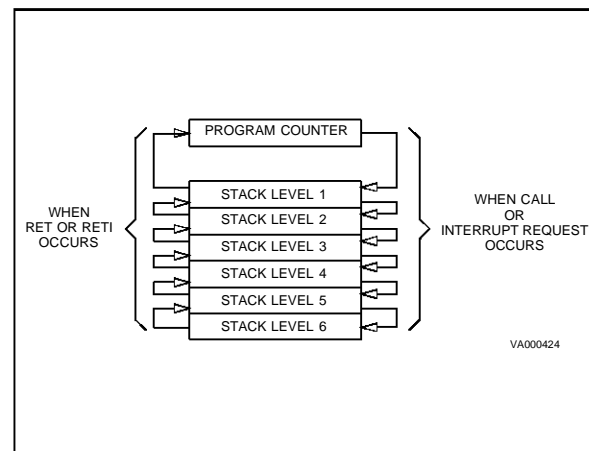 PROGRAM COUNTER
STACK LEVEL 1
STACK LEVEL 2
STACK LEVEL 3
STACK LEVEL 4
STACK LEVEL 5
STACK LEVEL 6
WHEN
RET OR RETI
OCCURS
WHEN CALL
OR
INTERRUPT REQUEST
OCCURS
VA000424